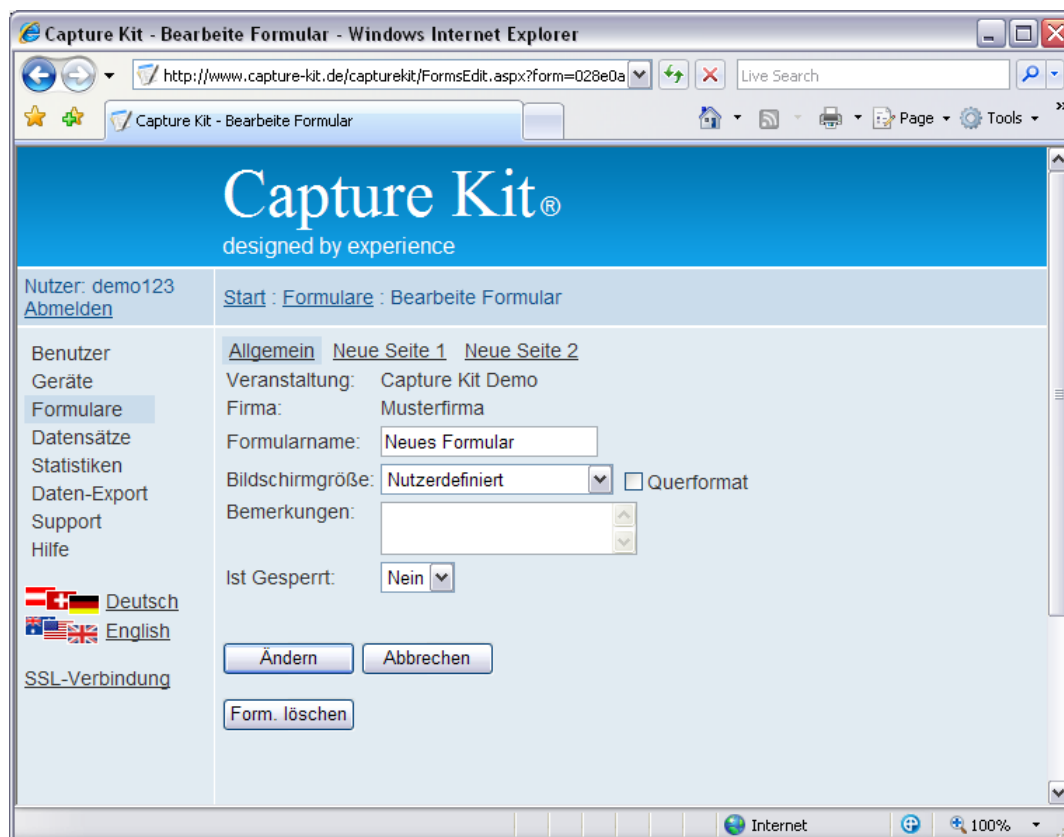 Capture Kit - Bearbeite Formular - Windows Internet Explorer
http://www.capture-kit.de/capturekit/FormsEdit.aspx?form=028e0a
Live Search
Capture Kit - Bearbeite Formular
Page
Tools
»
Capture Kit®
designed by experience
Nutzer: demo123
Abmelden
Start : Formulare : Bearbeite Formular
Benutzer
Geräte
Formulare
Datensätze
Statistiken
Daten-Export
Support
Hilfe
Deutsch
English
SSL-Verbindung
Allgemein Neue Seite 1 Neue Seite 2
Veranstaltung: Capture Kit Demo
Firma: Musterfirma
Formularname: Neues Formular
Bildschirmgröße: Nutzerdefiniert Querformat
Bemerkungen:
Ist Gesperrt: Nein
Ändern Abbrechen
Form. löschen
Internet
100%